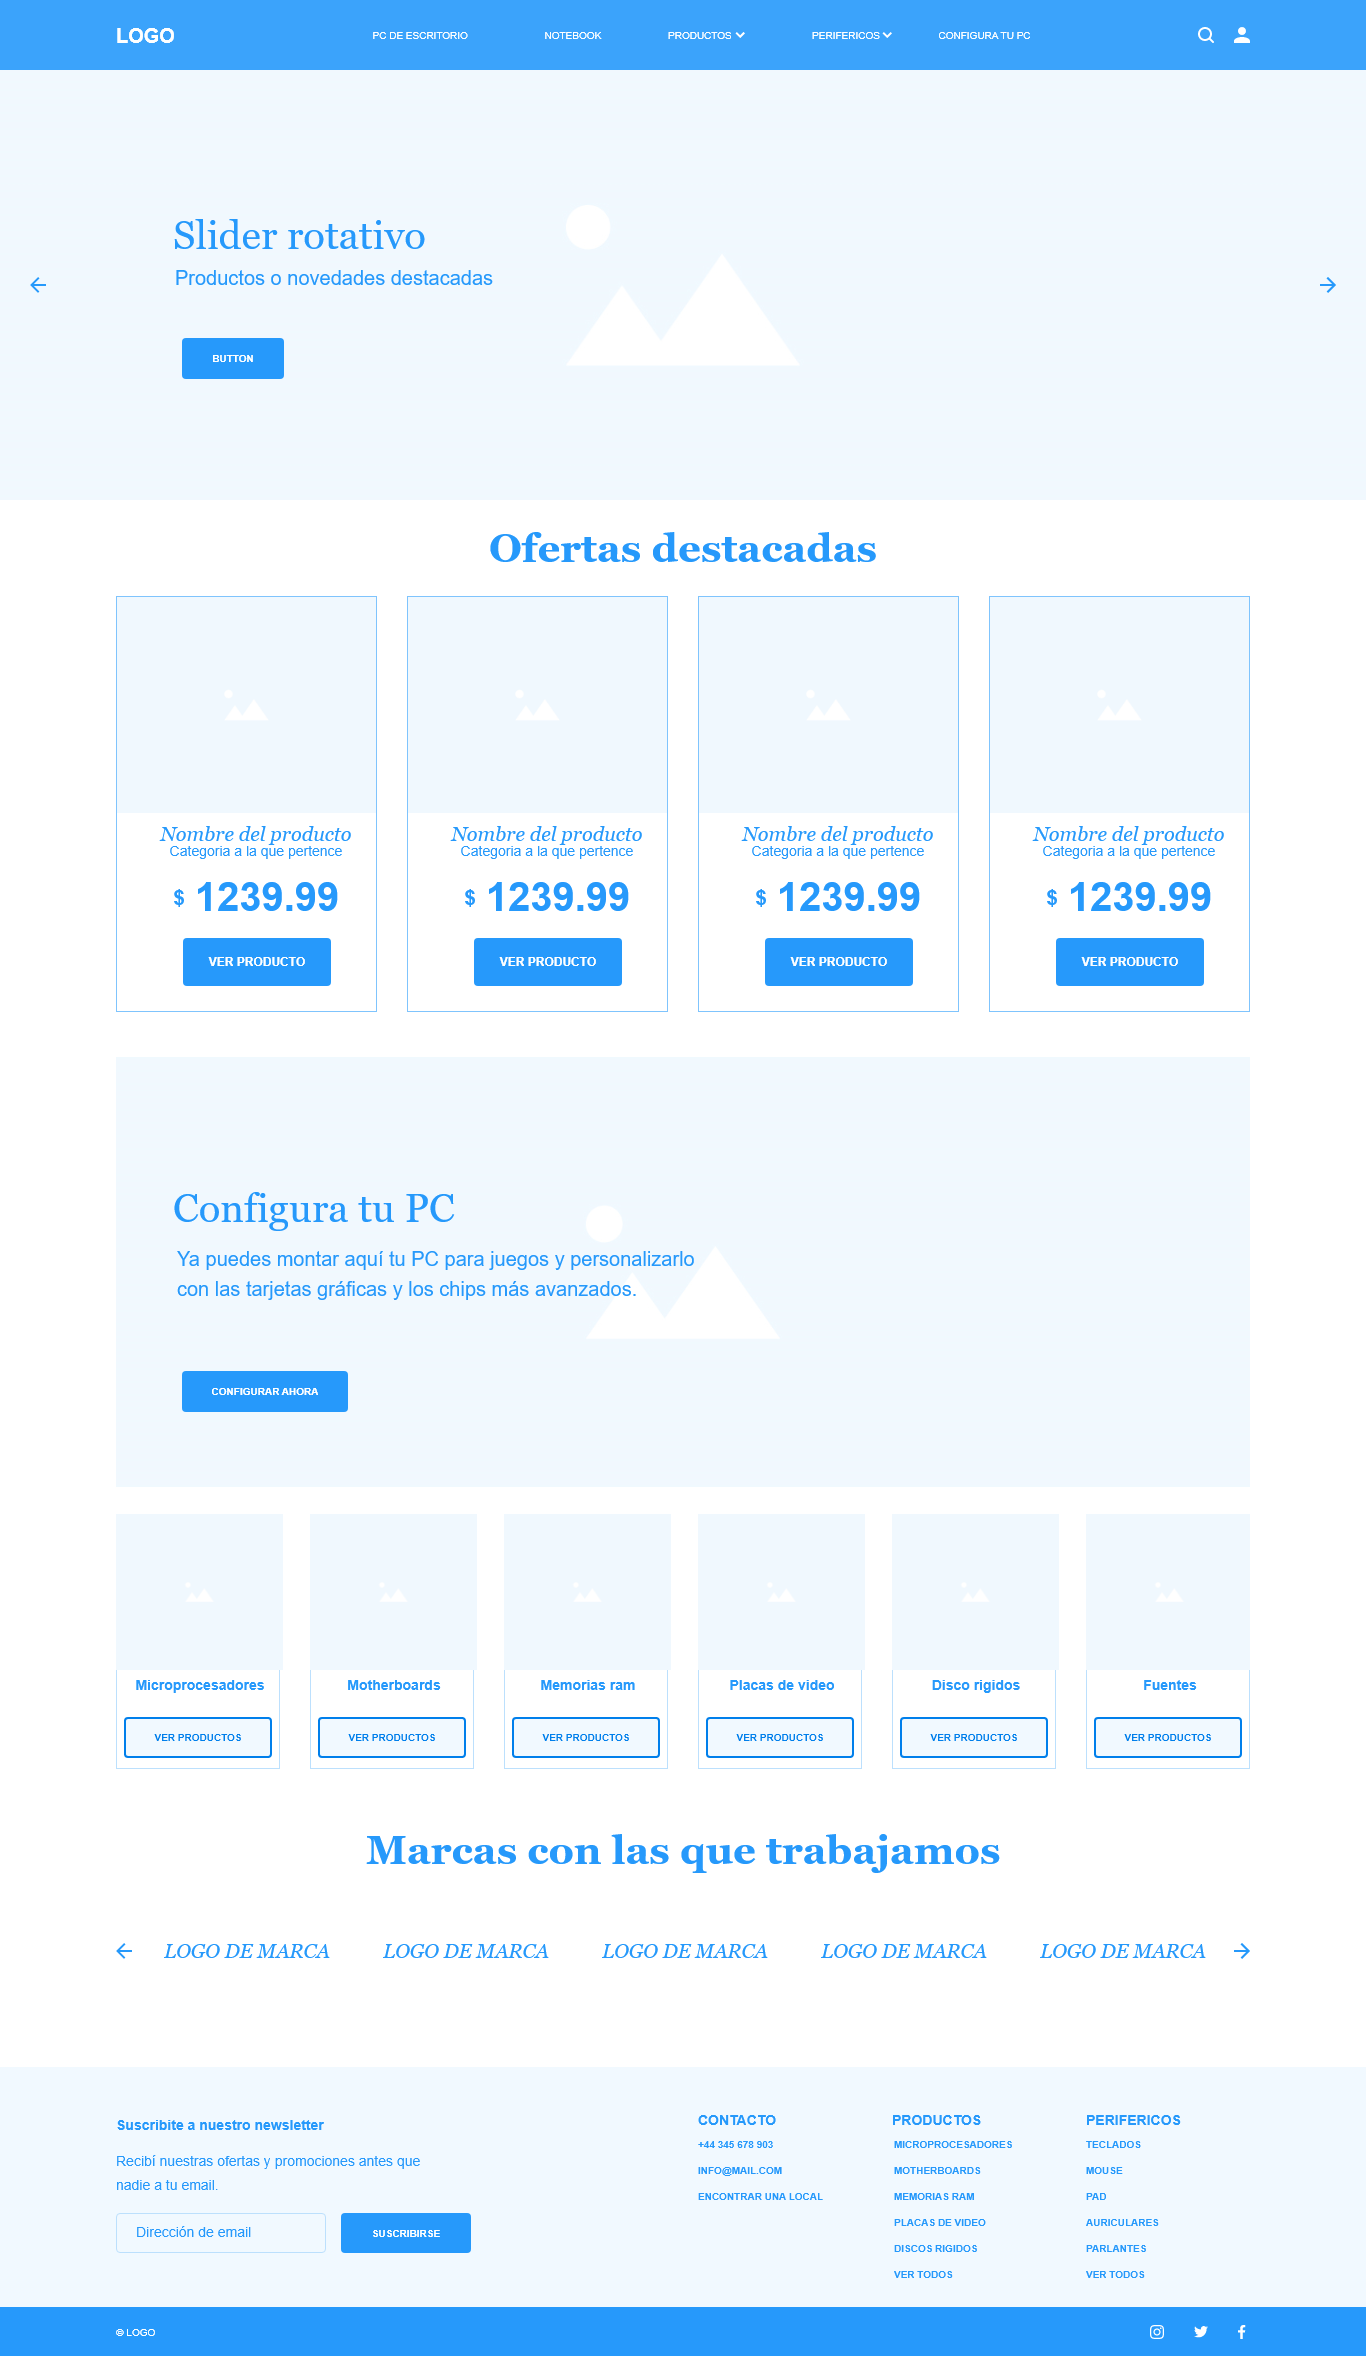 LOGO
PC DE ESCRITORIO
NOTEBOOK
PRODUCTOS
PERIFERICOS
CONFIGURA TU PC
Slider rotativo
Productos o novedades destacadas
BUTTON
Ofertas destacadas
Nombre del producto
Categoria a la que pertence
$ 1239.99
VER PRODUCTO
Nombre del producto
Categoria a la que pertence
$ 1239.99
VER PRODUCTO
Nombre del producto
Categoria a la que pertence
$ 1239.99
VER PRODUCTO
Nombre del producto
Categoria a la que pertence
$ 1239.99
VER PRODUCTO
Configura tu PC
Ya puedes montar aquí tu PC para juegos y personalizarlo
con las tarjetas gráficas y los chips más avanzados.
CONFIGURAR AHORA
Microprocesadores
VER PRODUCTOS
Motherboards
VER PRODUCTOS
Memorias ram
VER PRODUCTOS
Placas de video
VER PRODUCTOS
Disco rigidos
VER PRODUCTOS
Fuentes
VER PRODUCTOS
Marcas con las que trabajamos
LOGO DE MARCA
LOGO DE MARCA
LOGO DE MARCA
LOGO DE MARCA
LOGO DE MARCA
Suscribite a nuestro newsletter
Recibí nuestras ofertas y promociones antes que
nadie a tu email.
Dirección de email
SUSCRIBIRSE
CONTACTO
+44 345 678 903
INFO@MAIL.COM
ENCONTRAR UNA LOCAL
PRODUCTOS
MICROPROCESADORES
MOTHERBOARDS
MEMORIAS RAM
PLACAS DE VIDEO
DISCOS RIGIDOS
VER TODOS
PERIFERICOS
TECLADOS
MOUSE
PAD
AURICULARES
PARLANTES
VER TODOS
© LOGO